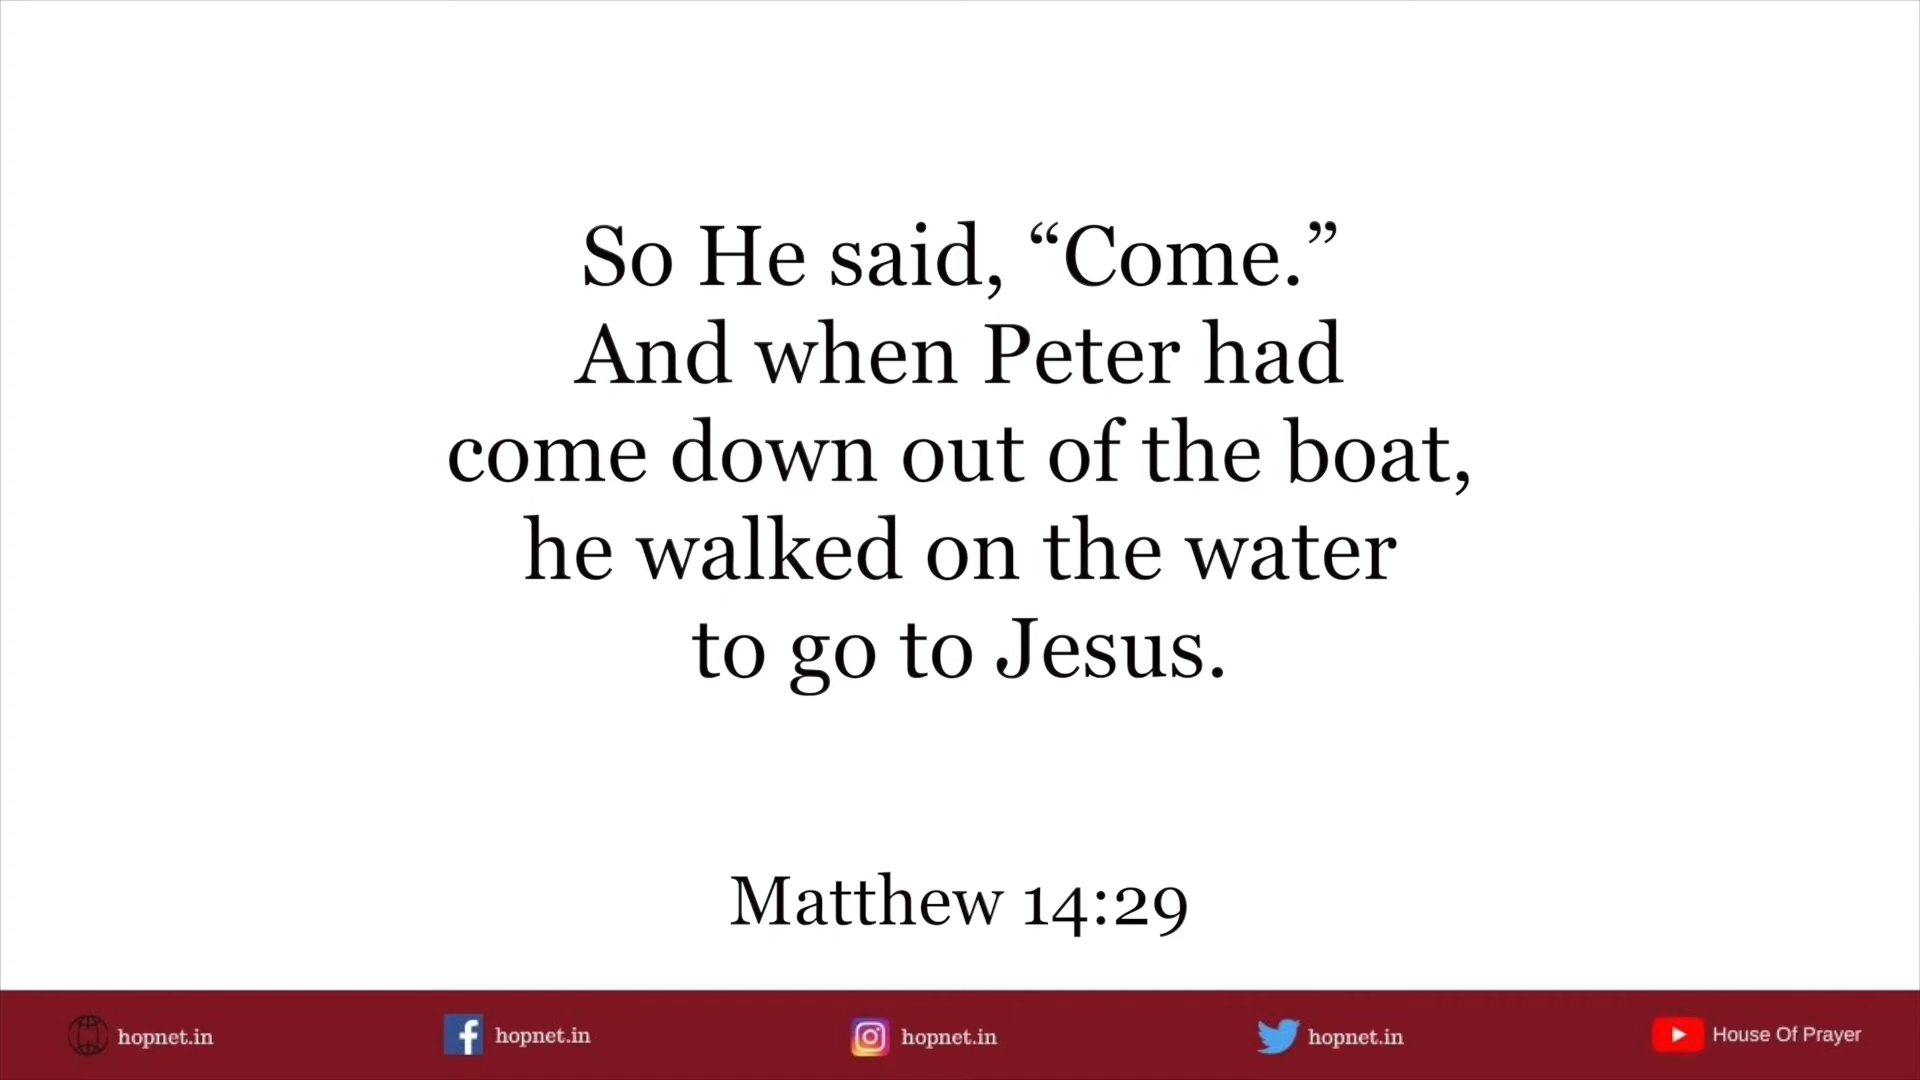 So He said, “Come.”
And when Peter had
come down out of the boat,
he walked on the water
to go to Jesus.
Matthew 14:29
hopnet.in
hopnet.in
hopnet.in
hopnet.in
House Of Prayer